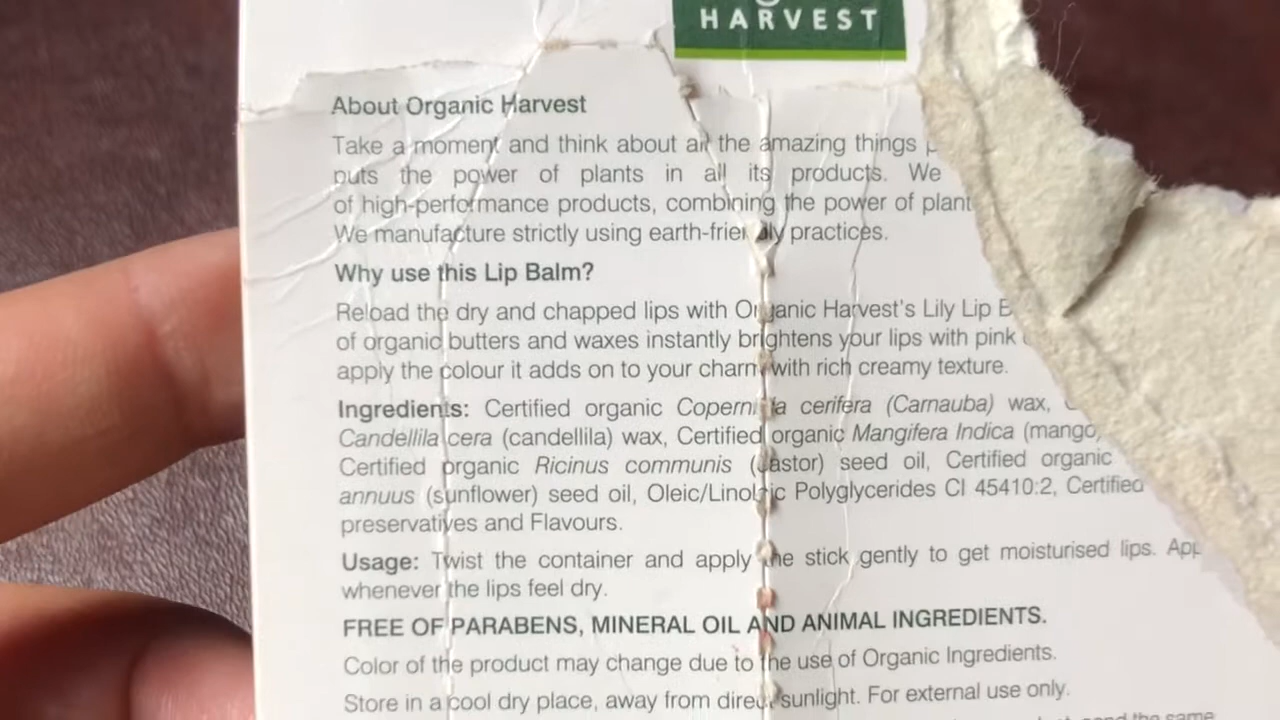 HARVEST
About Organic Harvest
Take a moment and think about all the amazing things
puts the power of plants in all its products. We
of high-performance products, combining the power of plant
We manufacture strictly using earth-friendly practices.
Why use this Lip Balm?
Reload the dry and chapped lips with Organic Harvest's Lily Lip
of organic butters and waxes instantly brightens your lips with pink
apply the colour it adds on to your charm with rich creamy texture.
Ingredients: Certified organic Copernicia cerifera (Carnauba) wax,
Candellila cera (candellila) wax, Certified organic Mangifera Indica (mango)
Certified organic Ricinus communis (castor) seed oil, Certified organic
annuus (sunflower) seed oil, Oleic/Linoleic Polyglycerides CI 45410:2, Certified
preservatives and Flavours.
Usage: Twist the container and apply the stick gently to get moisturised lips.
whenever the lips feel dry.
FREE OF PARABENS, MINERAL OIL AND ANIMAL INGREDIENTS.
Color of the product may change due to the use of Organic Ingredients.
Store in a cool dry place, away from direct sunlight. For external use only.